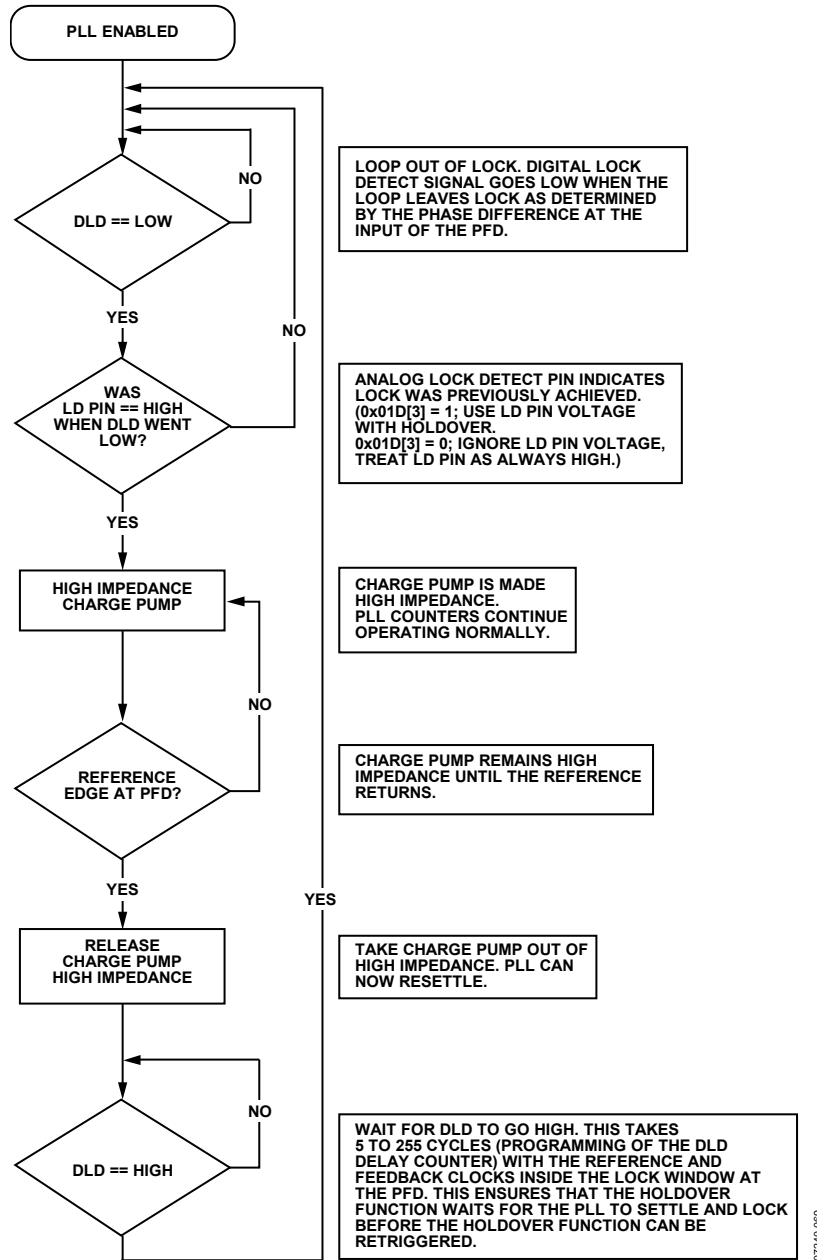 PLL ENABLED
NO
DLD == LOW
LOOP OUT OF LOCK. DIGITAL LOCK
DETECT SIGNAL GOES LOW WHEN THE
LOOP LEAVES LOCK AS DETERMINED
BY THE PHASE DIFFERENCE AT THE
INPUT OF THE PFD.
YES
NO
WAS
LD PIN == HIGH
WHEN DLD WENT
LOW?
ANALOG LOCK DETECT PIN INDICATES
LOCK WAS PREVIOUSLY ACHIEVED.
(0x01D[3] = 1; USE LD PIN VOLTAGE
WITH HOLDOVER.
0x01D[3] = 0; IGNORE LD PIN VOLTAGE,
TREAT LD PIN AS ALWAYS HIGH.)
YES
HIGH IMPEDANCE
CHARGE PUMP
CHARGE PUMP IS MADE
HIGH IMPEDANCE.
PLL COUNTERS CONTINUE
OPERATING NORMALLY.
NO
REFERENCE
EDGE AT PFD?
CHARGE PUMP REMAINS HIGH
IMPEDANCE UNTIL THE REFERENCE
RETURNS.
YES
YES
RELEASE
CHARGE PUMP
HIGH IMPEDANCE
TAKE CHARGE PUMP OUT OF
HIGH IMPEDANCE. PLL CAN
NOW RESETTLE.
NO
DLD == HIGH
WAIT FOR DLD TO GO HIGH. THIS TAKES
5 TO 255 CYCLES (PROGRAMMING OF THE DLD
DELAY COUNTER) WITH THE REFERENCE AND
FEEDBACK CLOCKS INSIDE THE LOCK WINDOW AT
THE PFD. THIS ENSURES THAT THE HOLDOVER
FUNCTION WAITS FOR THE PLL TO SETTLE AND LOCK
BEFORE THE HOLDOVER FUNCTION CAN BE
RETRIGGERED.